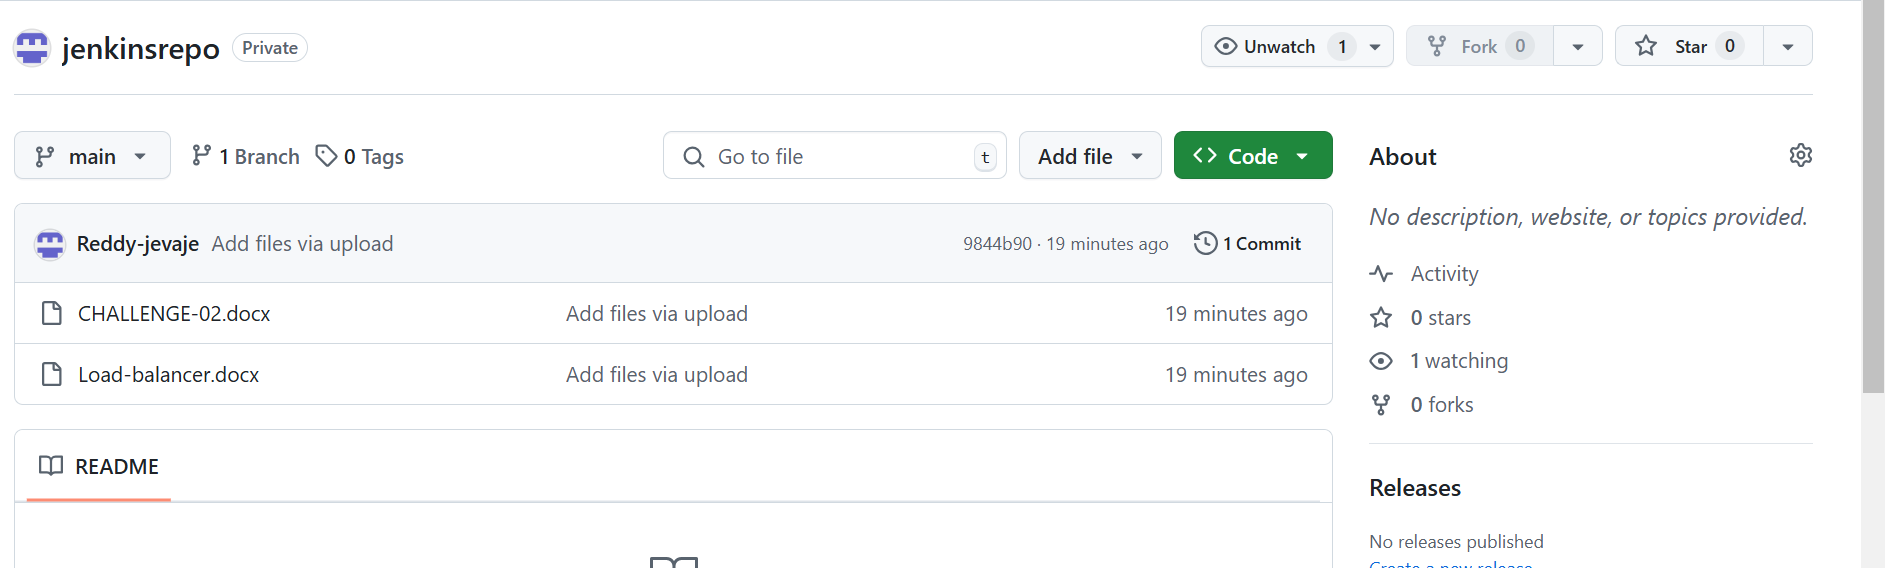 jenkinsrepo Private Unwatch 1 Fork 0 Star 0
main 1 Branch 0 Tags Go to file t Add file Code
Reddy-jevaje Add files via upload 9844b90 · 19 minutes ago 1 Commit
CHALLENGE-02.docx Add files via upload 19 minutes ago
Load-balancer.docx Add files via upload 19 minutes ago
README
About
No description, website, or topics provided.
Activity
0 stars
1 watching
0 forks
Releases
No releases published
Create a new release